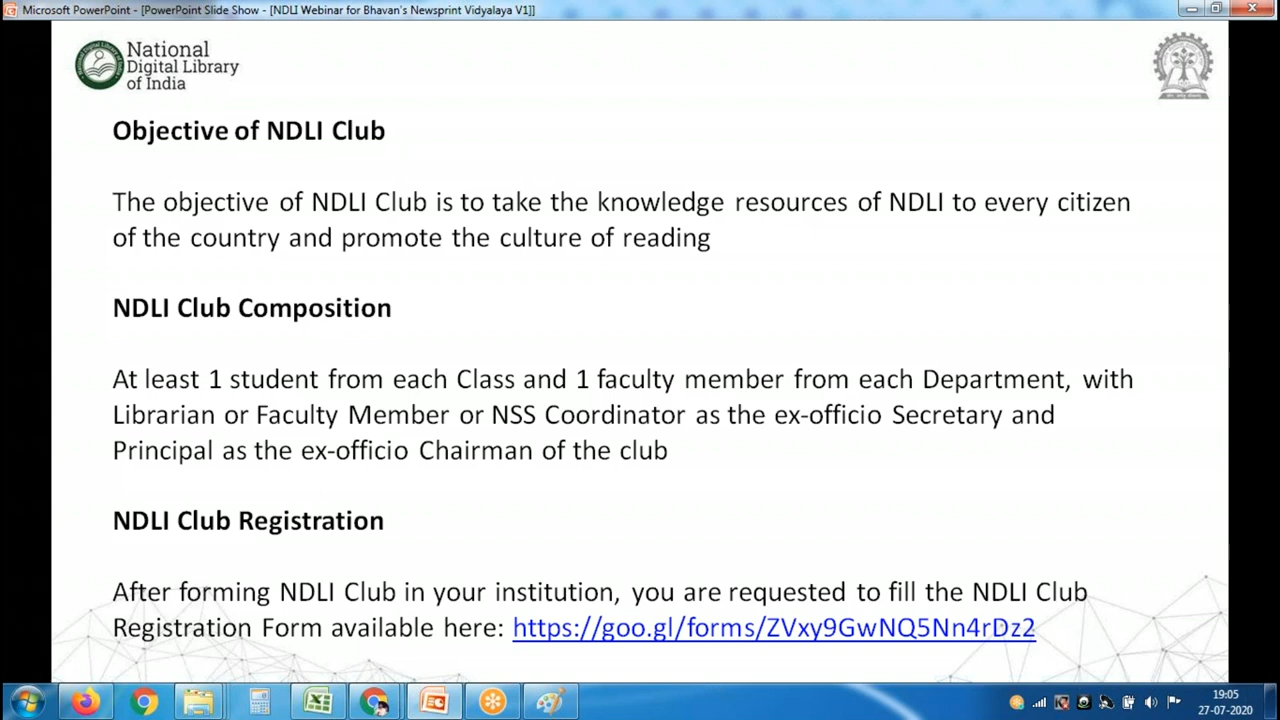 Microsoft PowerPoint - [PowerPoint Slide Show - [NDLI Webinar for Bhavan's Newsprint Vidyalaya V1]]
National
Digital Library
of India
Objective of NDLI Club
The objective of NDLI Club is to take the knowledge resources of NDLI to every citizen
of the country and promote the culture of reading
NDLI Club Composition
At least 1 student from each Class and 1 faculty member from each Department, with
Librarian or Faculty Member or NSS Coordinator as the ex-officio Secretary and
Principal as the ex-officio Chairman of the club
NDLI Club Registration
After forming NDLI Club in your institution, you are requested to fill the NDLI Club
Registration Form available here: https://goo.gl/forms/ZVxy9GwNQ5Nn4rDz2
19:05
27-07-2020